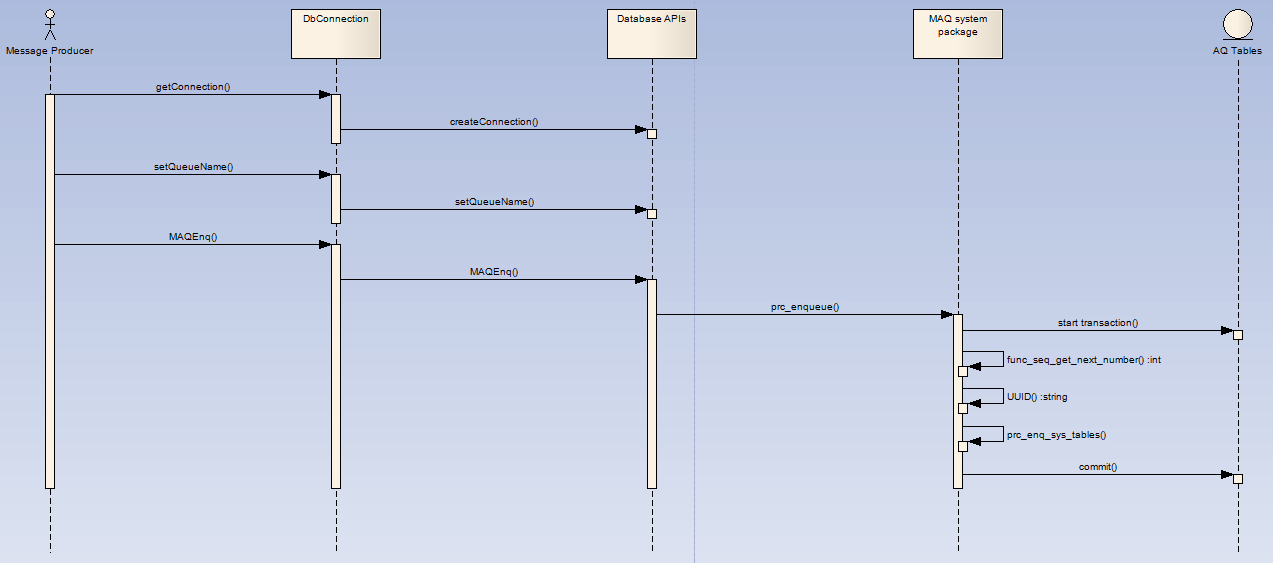 Message Producer
DbConnection
Database APIs
MAQ system
package
AQ Tables
getConnection()
createConnection()
setQueueName()
setQueueName()
MAQEnq()
MAQEnq()
prc_enqueue()
start transaction()
func_seq_get_next_number() :int
UUID() :string
prc_enq_sys_tables()
commit()